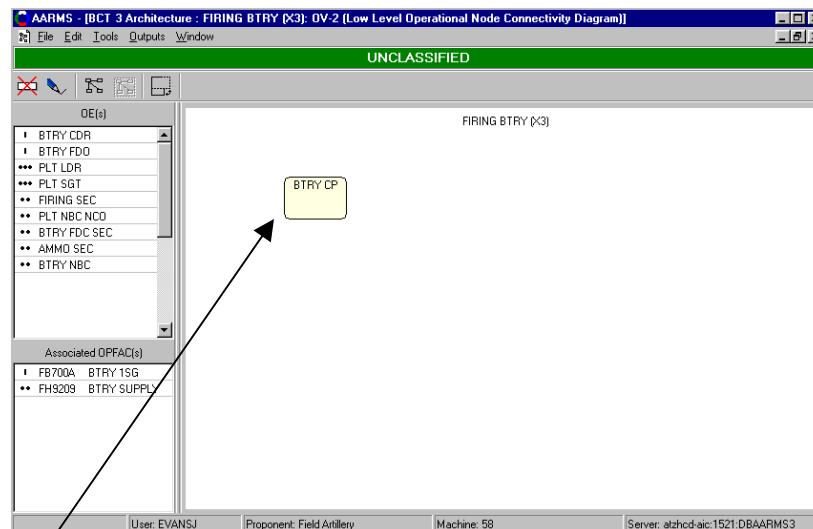 AARMS - [BCT 3 Architecture : FIRING BTRY (X3): OV-2 (Low Level Operational Node Connectivity Diagram)]
File Edit Tools Outputs Window
UNCLASSIFIED
OE(s)
BTRY CDR
BTRY FDO
PLT LDR
PLT SGT
FIRING SEC
PLT NBC NCO
BTRY FDC SEC
AMMO SEC
BTRY NBC
Associated OPFAC(s)
FB700A BTRY 1SG
FH9209 BTRY SUPPLY
FIRING BTRY (X3)
BTRY CP
User: EVANSJ Proponent: Field Artillery Machine: 58 Server: atzhcd-aic:1521:DBAARMS3